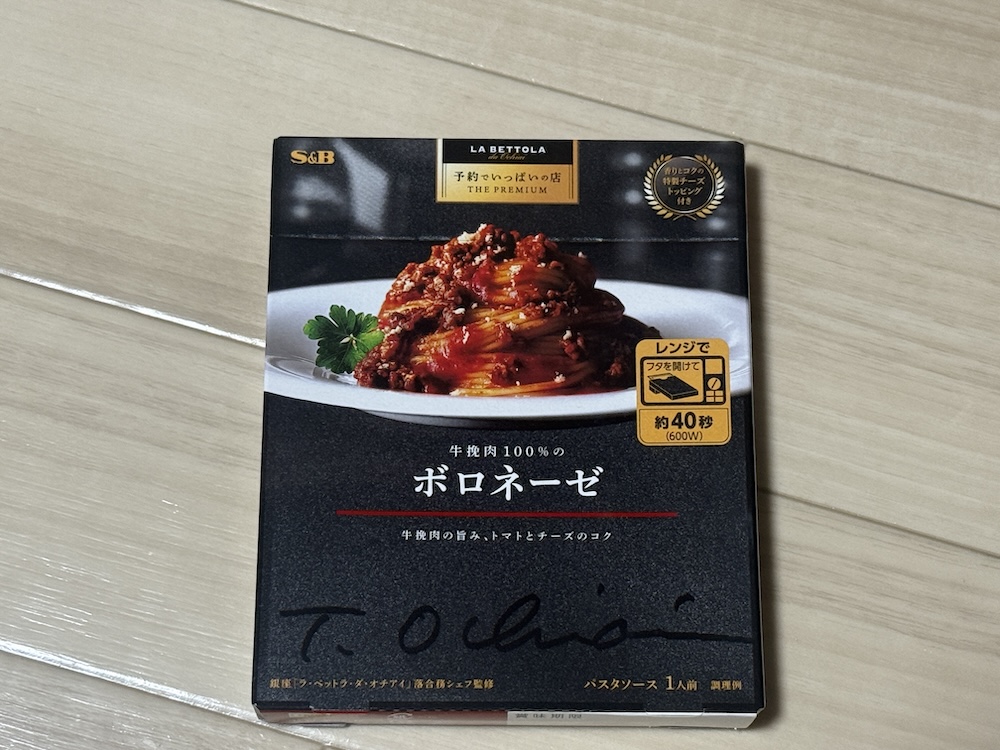 S&B
LA BETTOLA
da Ochiai
予約でいっぱいの店
THE PREMIUM
香りとコクの
特製チーズ
トッピング
付き
レンジで
フタを開けて
約40秒
(600W)
牛挽肉100%の
ボロネーゼ
牛挽肉の旨み、トマトとチーズのコク
T. Ochiai
銀座「ラ・ベットラ・ダ・オチアイ」落合務シェフ監修
パスタソース 1人前 調理例
賞味期限